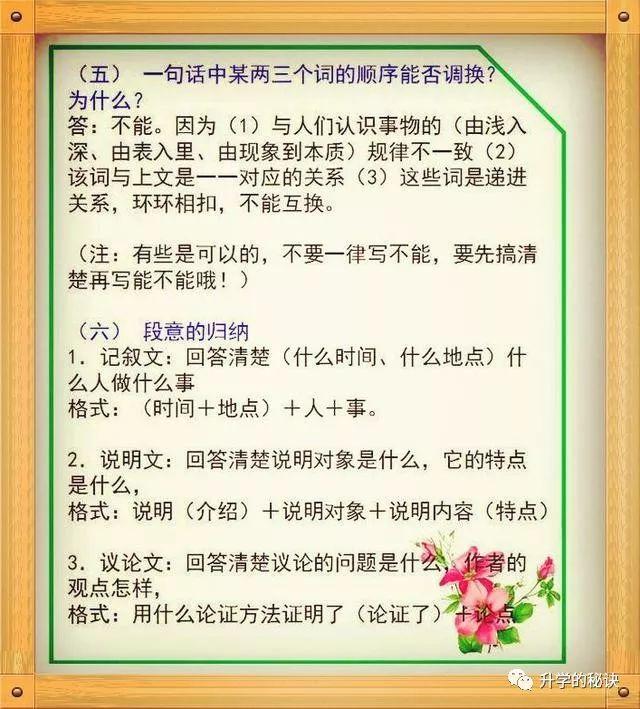 （五） 一句话中某两三个词的顺序能否调换？
为什么？
答：不能。因为（1）与人们认识事物的（由浅入
深、由表入里、由现象到本质）规律不一致（2）
该词与上文是一一对应的关系（3）这些词是递进
关系，环环相扣，不能互换。
（注：有些是可以的，不要一律写不能，要先搞清
楚再写能不能哦！）
（六） 段意的归纳
1．记叙文：回答清楚（什么时间、什么地点）什
么人做什么事
格式：（时间＋地点）＋人＋事。
2．说明文：回答清楚说明对象是什么，它的特点
是什么，
格式：说明（介绍）＋说明对象＋说明内容（特点）
3．议论文：回答清楚议论的问题是什么，作者的
观点怎样，
格式：用什么论证方法证明了（论证了）＋论点
升学的秘诀